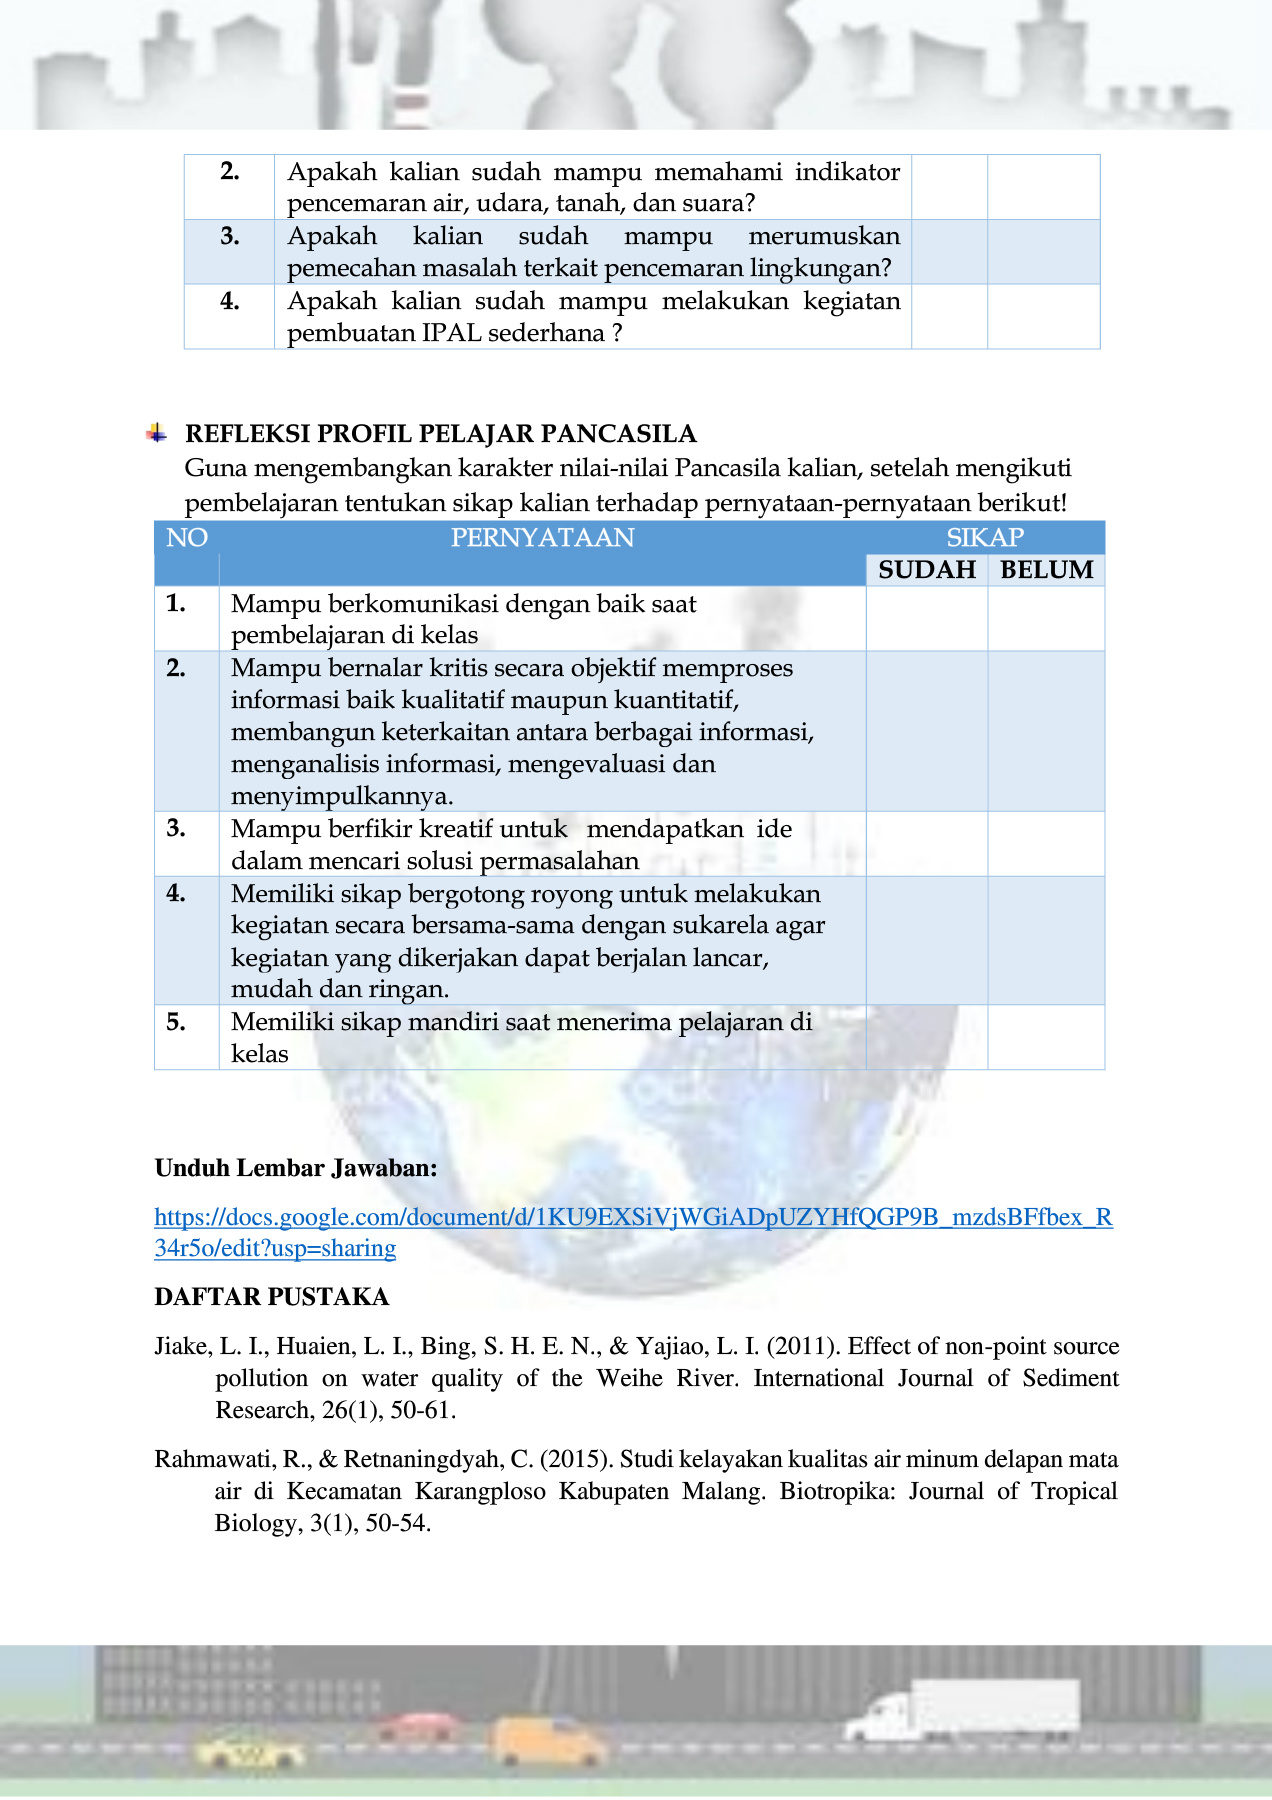 2. Apakah kalian sudah mampu memahami indikator
pencemaran air, udara, tanah, dan suara?
3. Apakah kalian sudah mampu merumuskan
pemecahan masalah terkait pencemaran lingkungan?
4. Apakah kalian sudah mampu melakukan kegiatan
pembuatan IPAL sederhana ?
REFLEKSI PROFIL PELAJAR PANCASILA
Guna mengembangkan karakter nilai-nilai Pancasila kalian, setelah mengikuti
pembelajaran tentukan sikap kalian terhadap pernyataan-pernyataan berikut!
NO PERNYATAAN SIKAP
SUDAH BELUM
1. Mampu berkomunikasi dengan baik saat
pembelajaran di kelas
2. Mampu bernalar kritis secara objektif memproses
informasi baik kualitatif maupun kuantitatif,
membangun keterkaitan antara berbagai informasi,
menganalisis informasi, mengevaluasi dan
menyimpulkannya.
3. Mampu berfikir kreatif untuk mendapatkan ide
dalam mencari solusi permasalahan
4. Memiliki sikap bergotong royong untuk melakukan
kegiatan secara bersama-sama dengan sukarela agar
kegiatan yang dikerjakan dapat berjalan lancar,
mudah dan ringan.
5. Memiliki sikap mandiri saat menerima pelajaran di
kelas
Unduh Lembar Jawaban:
https://docs.google.com/document/d/1KU9EXSiVjWGiADpUZYHfQGP9B_mzdsBFfbex_R
34r5o/edit?usp=sharing
DAFTAR PUSTAKA
Jiake, L. I., Huaien, L. I., Bing, S. H. E. N., & Yajiao, L. I. (2011). Effect of non-point source
pollution on water quality of the Weihe River. International Journal of Sediment
Research, 26(1), 50-61.
Rahmawati, R., & Retnaningdyah, C. (2015). Studi kelayakan kualitas air minum delapan mata
air di Kecamatan Karangploso Kabupaten Malang. Biotropika: Journal of Tropical
Biology, 3(1), 50-54.